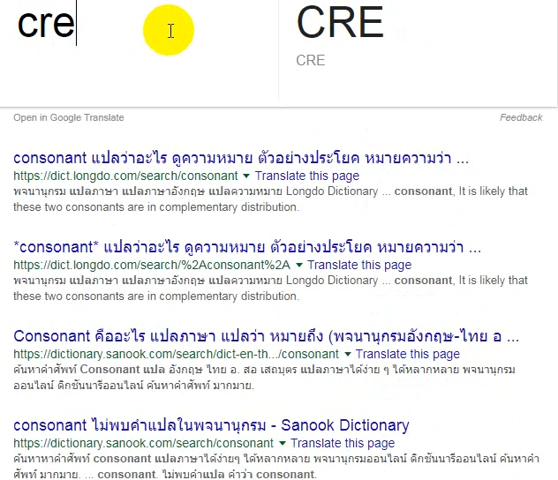 cre
CRE
CRE
Open in Google Translate
Feedback
consonant แปลว่าอะไร ดูความหมาย ตัวอย่างประโยค หมายความว่า ...
https://dict.longdo.com/search/consonant ▼ Translate this page
พจนานุกรม แปลภาษา แปลภาษาอังกฤษ แปลความหมาย Longdo Dictionary ... consonant, It is likely that
these two consonants are in complementary distribution.
*consonant* แปลว่าอะไร ดูความหมาย ตัวอย่างประโยค หมายความว่า ...
https://dict.longdo.com/search/%2Aconsonant%2A ▼ Translate this page
พจนานุกรม แปลภาษา แปลภาษาอังกฤษ แปลความหมาย Longdo Dictionary ... consonant, It is likely that
these two consonants are in complementary distribution.
Consonant คืออะไร แปลภาษา แปลว่า หมายถึง (พจนานุกรมอังกฤษ-ไทย อ ...
https://dictionary.sanook.com/search/dict-en-th.../consonant ▼ Translate this page
ค้นหาคำศัพท์ Consonant แปล อังกฤษ ไทย อ. สอ เสถบุตร แปลภาษาได้ง่าย ๆ ได้หลากหลาย พจนานุกรม
ออนไลน์ ดิกชันนารีออนไลน์ ค้นหาคำศัพท์ มากมาย.
consonant ไม่พบคำแปลในพจนานุกรม - Sanook Dictionary
https://dictionary.sanook.com/search/consonant ▼ Translate this page
ค้นหาหาคำศัพท์ consonant แปลภาษาได้ง่ายๆ ได้หลากหลาย พจนานุกรมออนไลน์ ดิกชันนารีออนไลน์ ค้นหาคำ
ศัพท์ มากมาย. ... consonant. ไม่พบคำแปล คำว่า consonant.